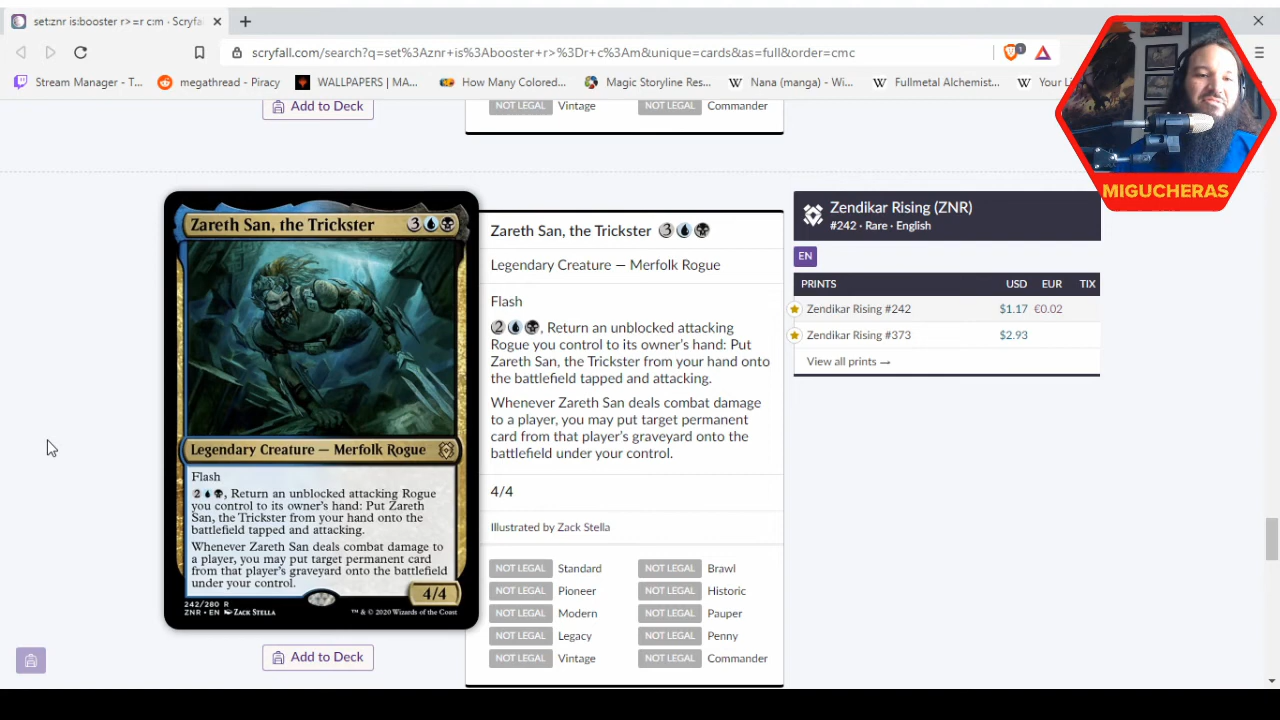 set:znr is:booster r>=r c:m · Scryfa
scryfall.com/search?q=set%3Aznr+is%3Abooster+r>%3Dr+c%3Am&unique=cards&as=full&order=cmc
1
Stream Manager - T...
megathread - Piracy
WALLPAPERS | MA...
How Many Colored...
Magic Storyline Res...
Nana (manga) - Wi...
Fullmetal Alchemist...
Your Li
MIGUCHERAS
Add to Deck
NOT LEGAL Vintage
NOT LEGAL Commander
Zareth San, the Trickster 3
Legendary Creature — Merfolk Rogue
Flash
2, Return an unblocked attacking Rogue
you control to its owner's hand: Put Zareth
San, the Trickster from your hand onto the
battlefield tapped and attacking.
Whenever Zareth San deals combat damage to
a player, you may put target permanent card
from that player's graveyard onto the battlefield
under your control.
4/4
242/280 R
ZNR • EN Zack Stella
™ & © 2020 Wizards of the Coast
Add to Deck
Zareth San, the Trickster 3
Legendary Creature — Merfolk Rogue
Flash
2, Return an unblocked attacking
Rogue you control to its owner's hand: Put
Zareth San, the Trickster from your hand onto
the battlefield tapped and attacking.
Whenever Zareth San deals combat damage
to a player, you may put target permanent
card from that player's graveyard onto the
battlefield under your control.
4/4
Illustrated by Zack Stella
NOT LEGAL Standard NOT LEGAL Brawl
NOT LEGAL Pioneer NOT LEGAL Historic
NOT LEGAL Modern NOT LEGAL Pauper
NOT LEGAL Legacy NOT LEGAL Penny
NOT LEGAL Vintage NOT LEGAL Commander
Zendikar Rising (ZNR)
#242 · Rare · English
EN
PRINTS USD EUR TIX
Zendikar Rising #242 $1.17 €0.02
Zendikar Rising #373 $2.93
View all prints →